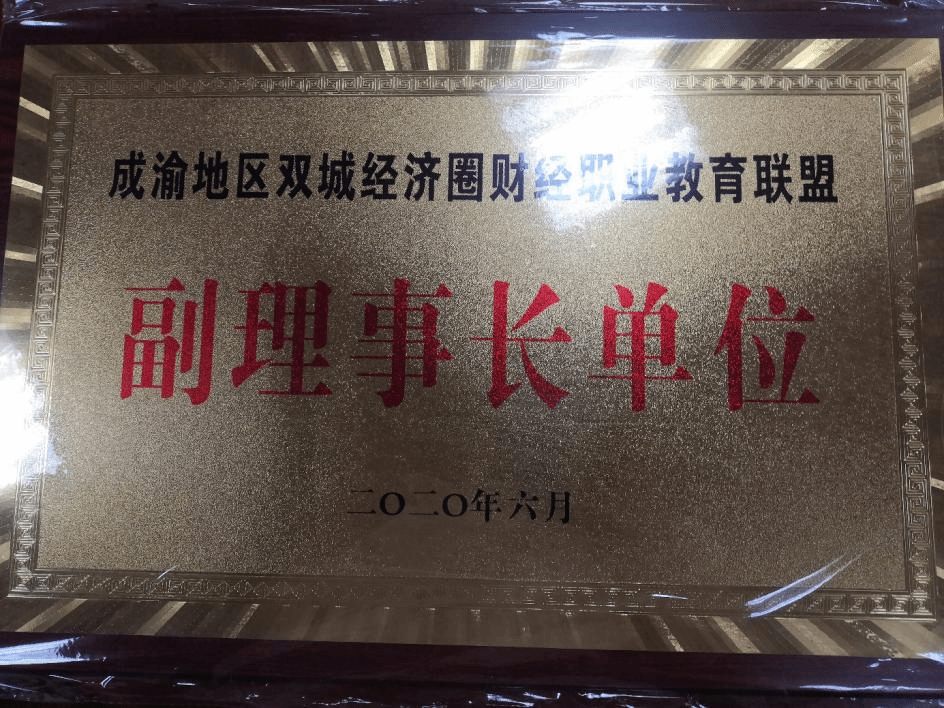 成渝地区双城经济圈财经职业教育联盟
副理事长单位
二〇二〇年六月